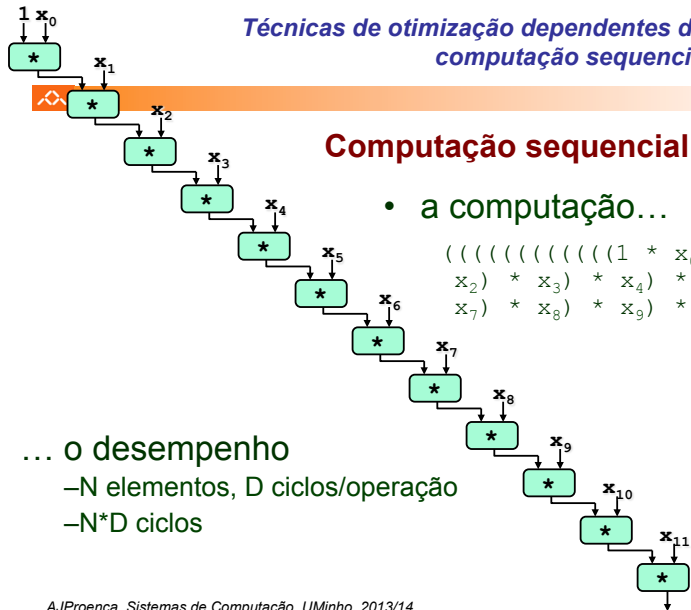 Técnicas de otimização dependentes d
computação sequenci
Computação sequencial
• a computação…
((((((((((((1 * x
x₂) * x₃) * x₄) *
x₇) * x₈) * x₉) *
1 x₀
*
x₁
*
x₂
*
x₃
*
x₄
*
x₅
*
x₆
*
x₇
*
x₈
*
x₉
*
x₁₀
*
x₁₁
*
… o desempenho
–N elementos, D ciclos/operação
–N*D ciclos
AJProença, Sistemas de Computação, UMinho, 2013/14